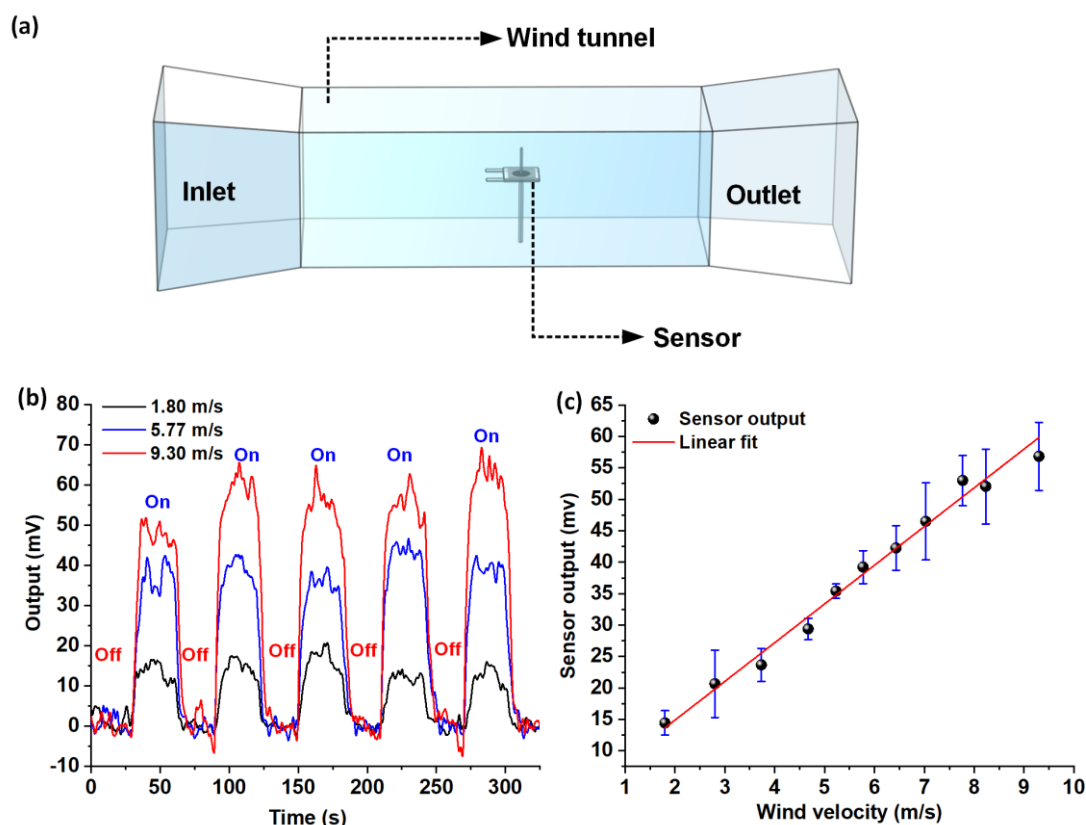 (a)
Wind tunnel
Inlet
Outlet
Sensor
(b)
80
70
60
50
40
30
20
10
0
-10
Output (mV)
1.80 m/s
5.77 m/s
9.30 m/s
On
On
On
On
On
Off
Off
Off
Off
Off
0
50
100
150
200
250
300
Time (s)
(c)
65
60
55
50
45
40
35
30
25
20
15
10
Sensor output (mv)
Sensor output
Linear fit
1
2
3
4
5
6
7
8
9
10
Wind velocity (m/s)